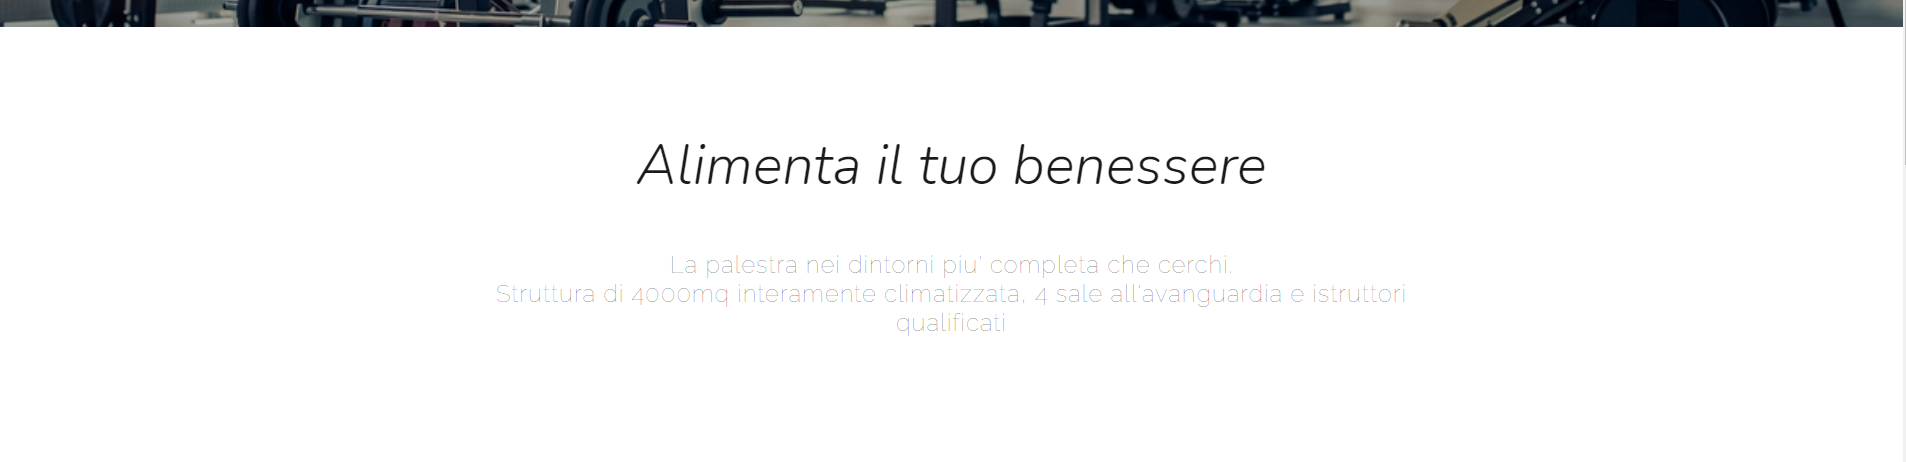 Alimenta il tuo benessere
La palestra nei dintorni piu' completa che cerchi.
Struttura di 4000mq interamente climatizzata, 4 sale all'avanguardia e istruttori
qualificati